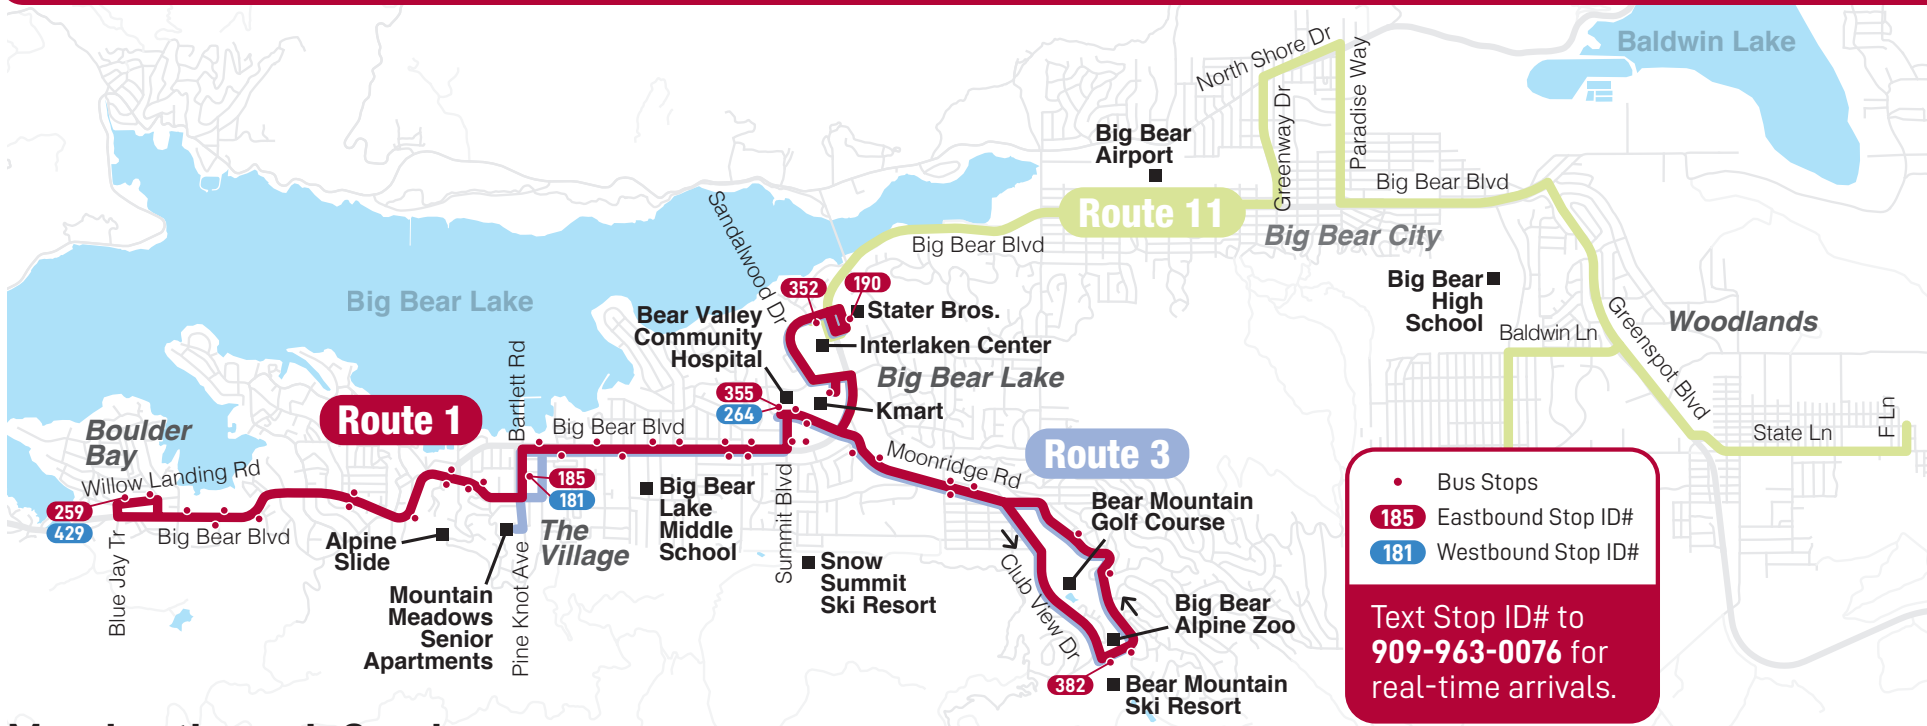 North Shore Dr
Baldwin Lake
Greenway Dr
Paradise Way
Big Bear
Airport
Big Bear Blvd
Route 11
Sandalwood Dr
Big Bear Blvd
Big Bear City
Big Bear
High
School
Big Bear Lake
352
190
Stater Bros.
Bear Valley
Community
Hospital
Interlaken Center
Greenspot Blvd
Woodlands
Baldwin Ln
Bartlett Rd
Big Bear Lake
355
264
Kmart
Route 1
Boulder
Bay
Big Bear Blvd
Moonridge Rd
Route 3
State Ln
F Ln
Willow Landing Rd
259
429
185
181
Big Bear Blvd
Blue Jay Tr
Alpine
Slide
Mountain
Meadows
Senior
Apartments
Pine Knot Ave
The
Village
Big Bear
Lake
Middle
School
Summit Blvd
Snow
Summit
Ski Resort
Bear Mountain
Golf Course
Club View Dr
Big Bear
Alpine Zoo
382
Bear Mountain
Ski Resort
Bus Stops
185 Eastbound Stop ID#
181 Westbound Stop ID#
Text Stop ID# to
909-963-0076 for
real-time arrivals.